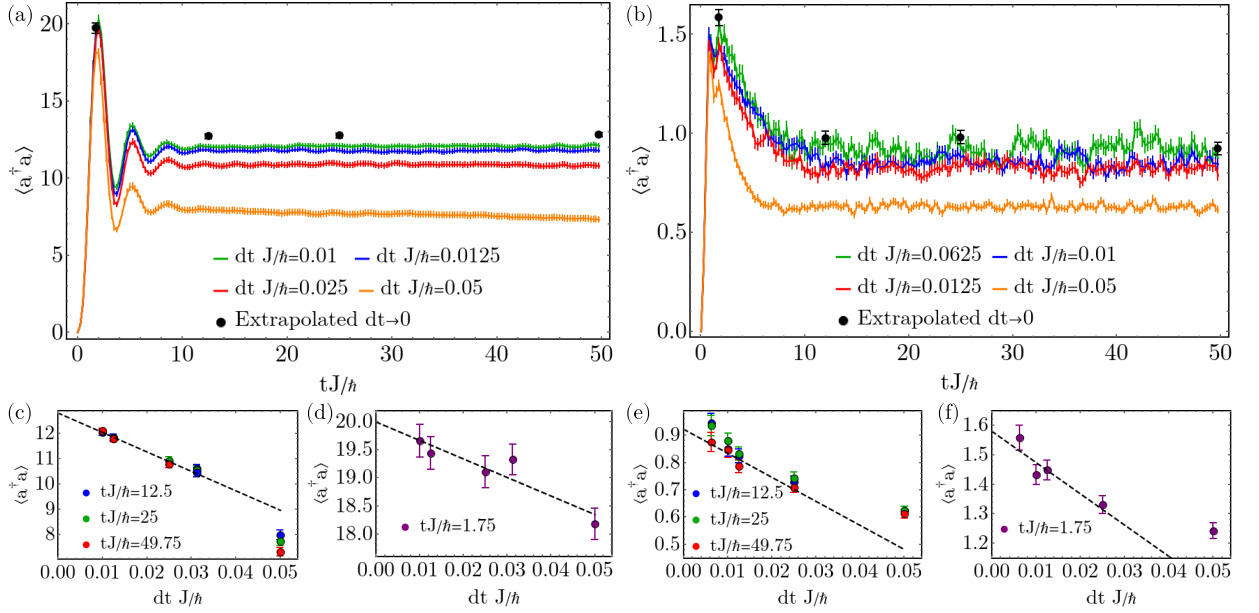 (a)
⟨a†a⟩
20
15
10
5
0
dt J/ħ=0.01
dt J/ħ=0.0125
dt J/ħ=0.025
dt J/ħ=0.05
Extrapolated dt→0
0 10 20 30 40 50
tJ/ħ
(b)
⟨a†a⟩
1.5
1.0
0.5
0.0
dt J/ħ=0.0625
dt J/ħ=0.01
dt J/ħ=0.0125
dt J/ħ=0.05
Extrapolated dt→0
0 10 20 30 40 50
tJ/ħ
(c)
⟨a†a⟩
12
11
10
9
8
tJ/ħ=12.5
tJ/ħ=25
tJ/ħ=49.75
0.00 0.01 0.02 0.03 0.04 0.05
dt J/ħ
(d)
⟨a†a⟩
20.0
19.5
19.0
18.5
18.0
tJ/ħ=1.75
0.00 0.01 0.02 0.03 0.04 0.05
dt J/ħ
(e)
⟨a†a⟩
0.9
0.8
0.7
0.6
0.5
tJ/ħ=12.5
tJ/ħ=25
tJ/ħ=49.75
0.00 0.01 0.02 0.03 0.04 0.05
dt J/ħ
(f)
⟨a†a⟩
1.6
1.5
1.4
1.3
1.2
tJ/ħ=1.75
0.00 0.01 0.02 0.03 0.04 0.05
dt J/ħ